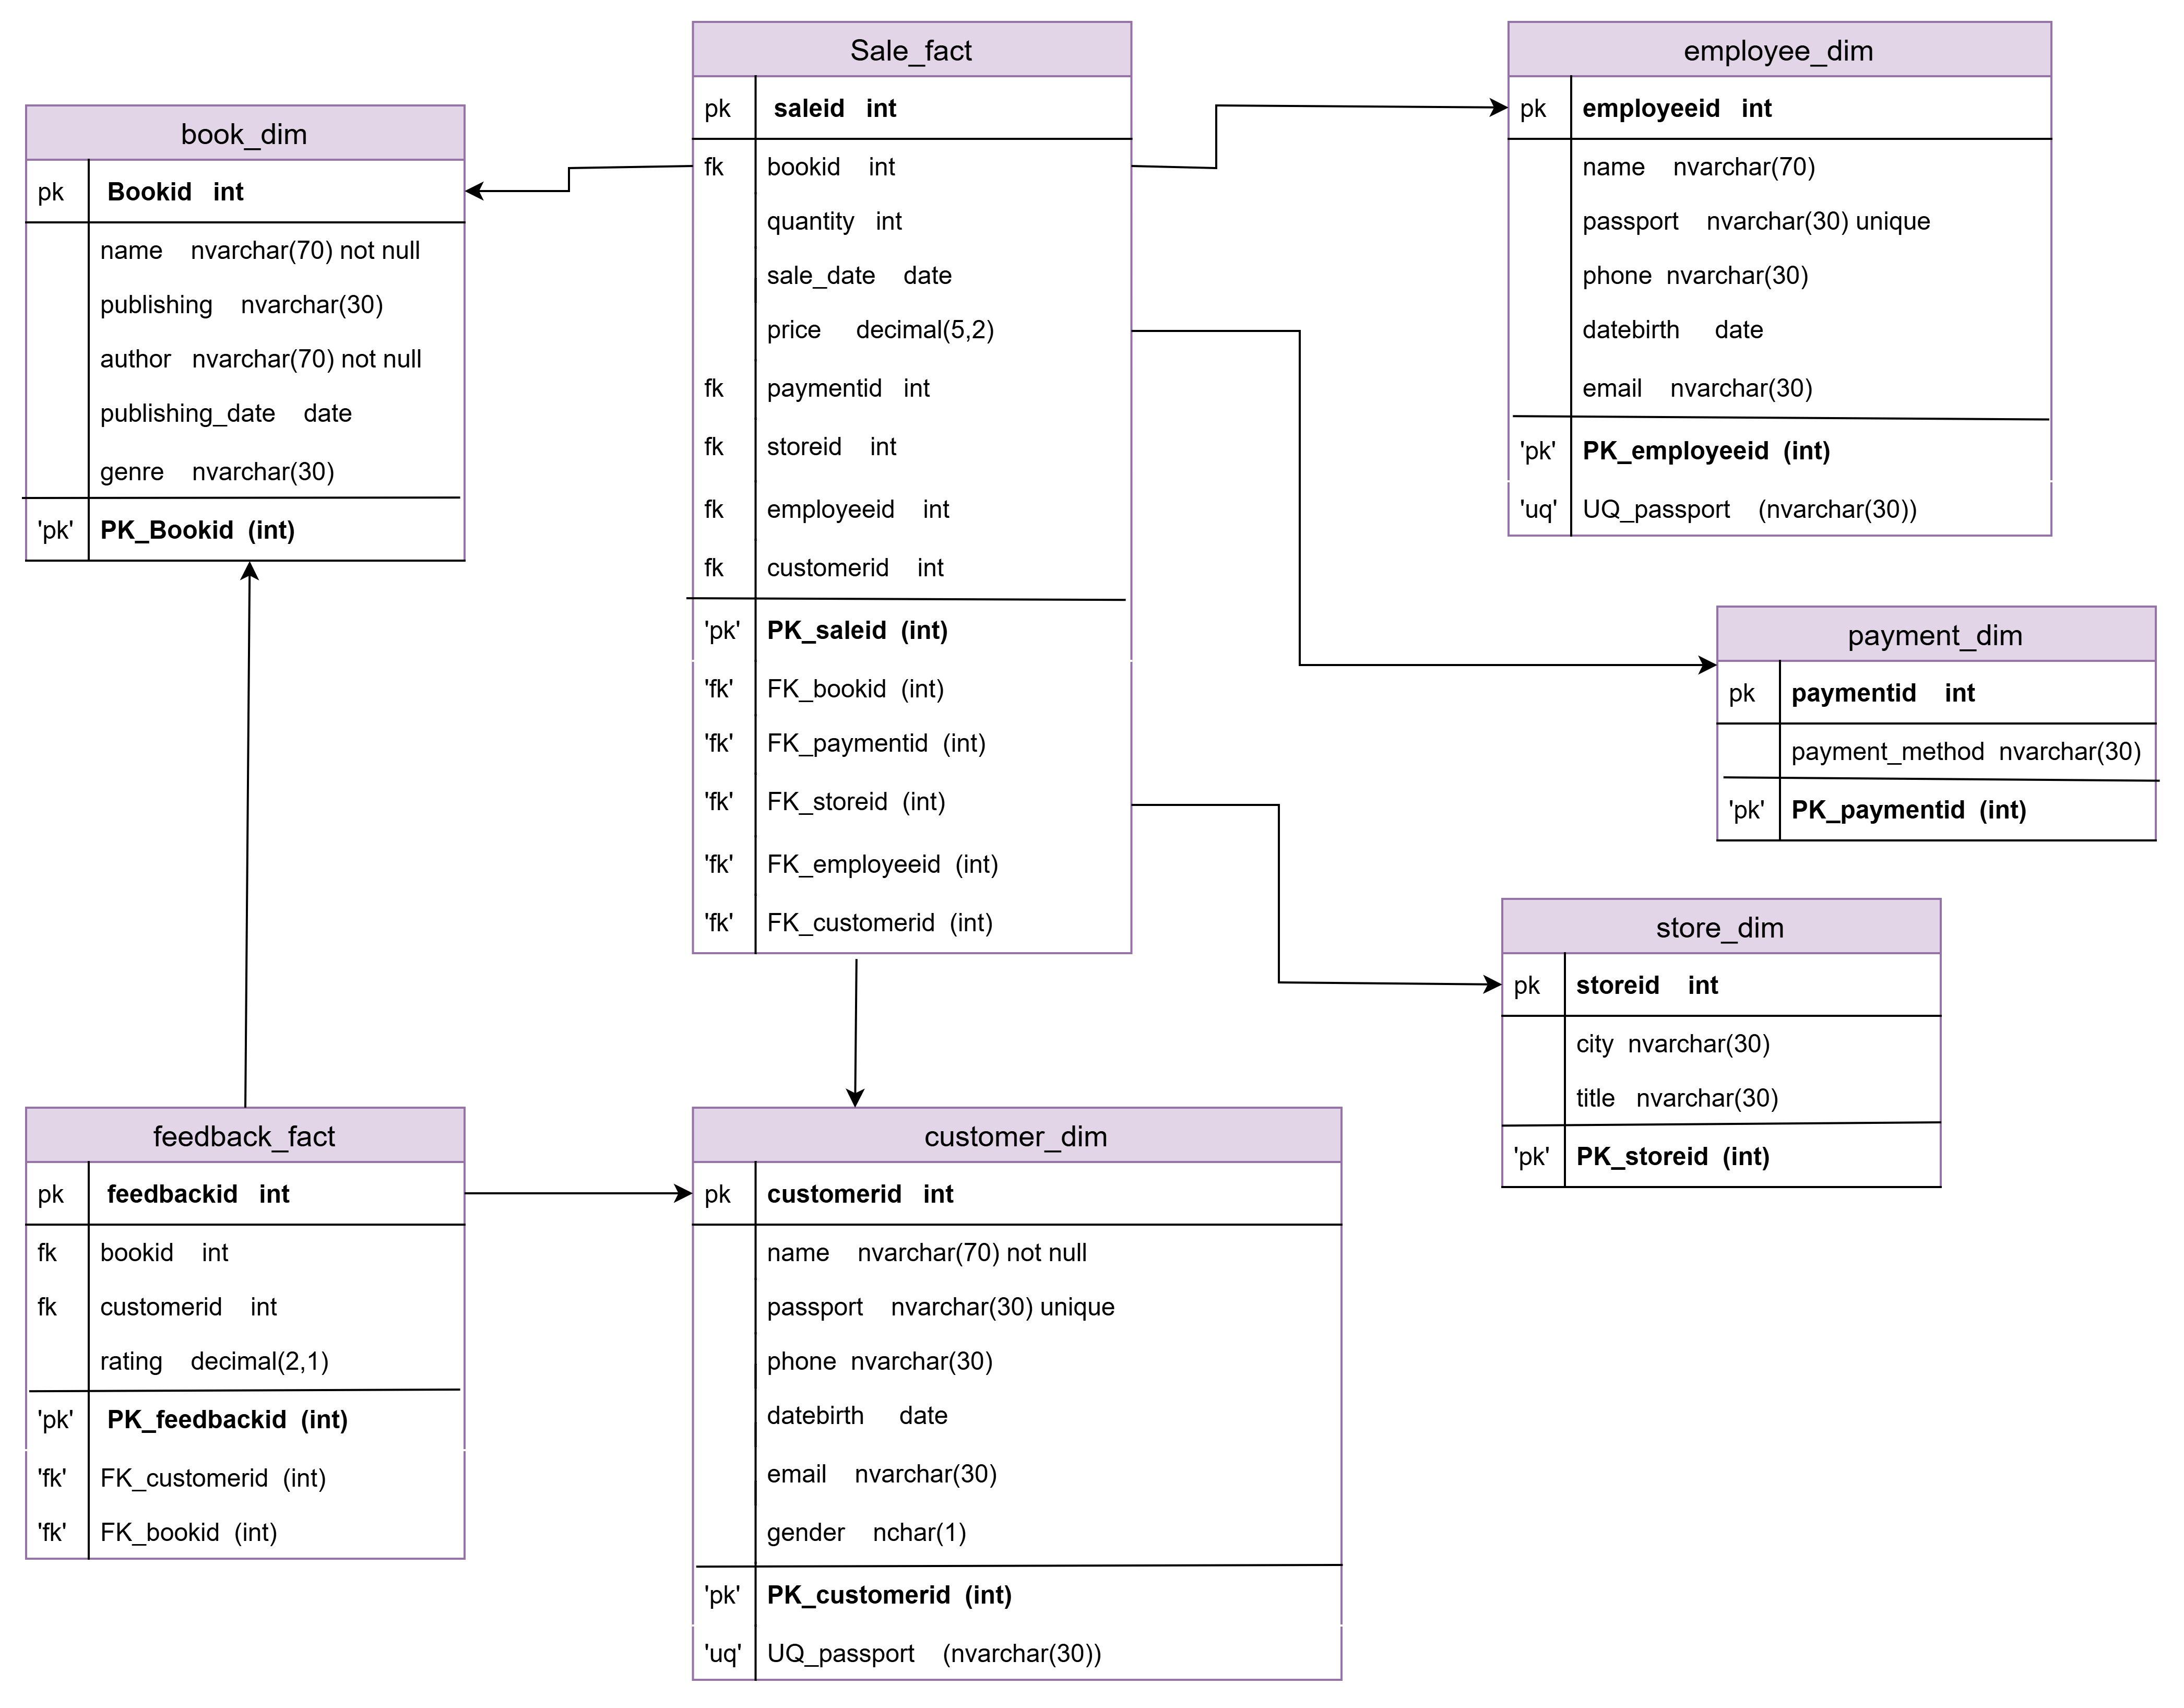 book_dim
pk Bookid int
name nvarchar(70) not null
publishing nvarchar(30)
author nvarchar(70) not null
publishing_date date
genre nvarchar(30)
'pk' PK_Bookid (int)
Sale_fact
pk saleid int
fk bookid int
quantity int
sale_date date
price decimal(5,2)
fk paymentid int
fk storeid int
fk employeeid int
fk customerid int
'pk' PK_saleid (int)
'fk' FK_bookid (int)
'fk' FK_paymentid (int)
'fk' FK_storeid (int)
'fk' FK_employeeid (int)
'fk' FK_customerid (int)
employee_dim
pk employeeid int
name nvarchar(70)
passport nvarchar(30) unique
phone nvarchar(30)
datebirth date
email nvarchar(30)
'pk' PK_employeeid (int)
'uq' UQ_passport (nvarchar(30))
payment_dim
pk paymentid int
payment_method nvarchar(30)
'pk' PK_paymentid (int)
store_dim
pk storeid int
city nvarchar(30)
title nvarchar(30)
'pk' PK_storeid (int)
feedback_fact
pk feedbackid int
fk bookid int
fk customerid int
rating decimal(2,1)
'pk' PK_feedbackid (int)
'fk' FK_customerid (int)
'fk' FK_bookid (int)
customer_dim
pk customerid int
name nvarchar(70) not null
passport nvarchar(30) unique
phone nvarchar(30)
datebirth date
email nvarchar(30)
gender nchar(1)
'pk' PK_customerid (int)
'uq' UQ_passport (nvarchar(30))